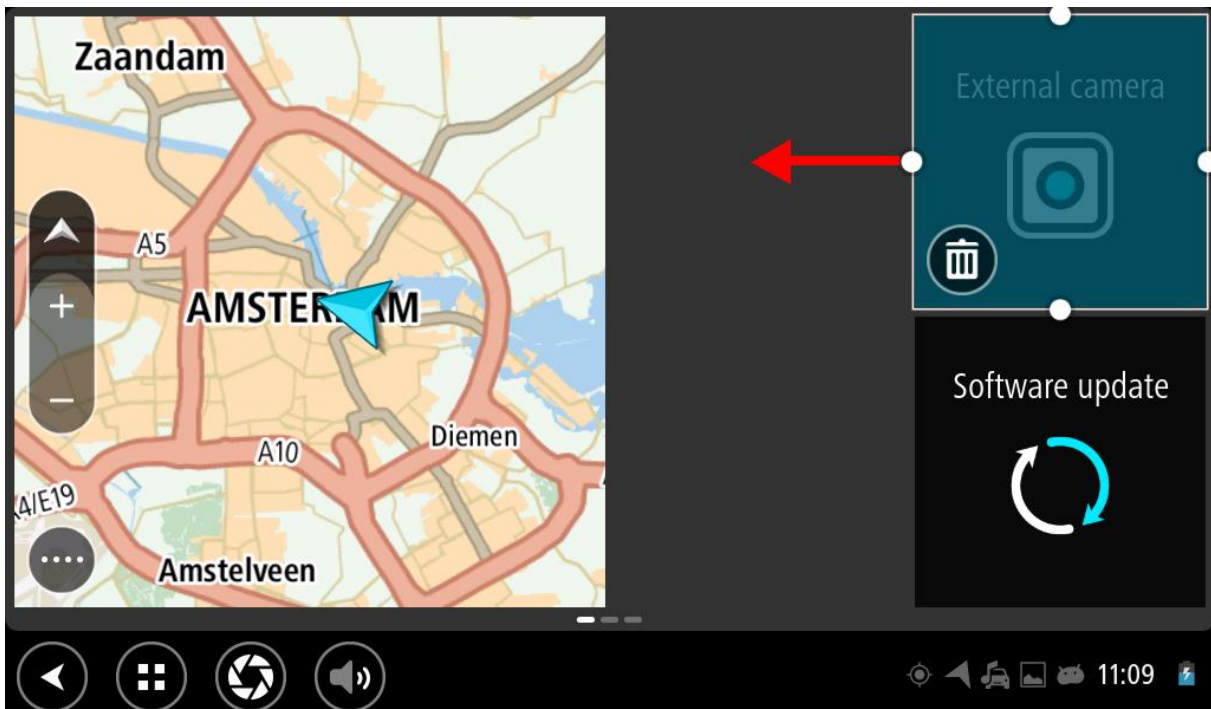 Zaandam
External camera
A5
+
AMSTERDAM
−
Software update
Diemen
A10
A4/E19
Amstelveen
11:09